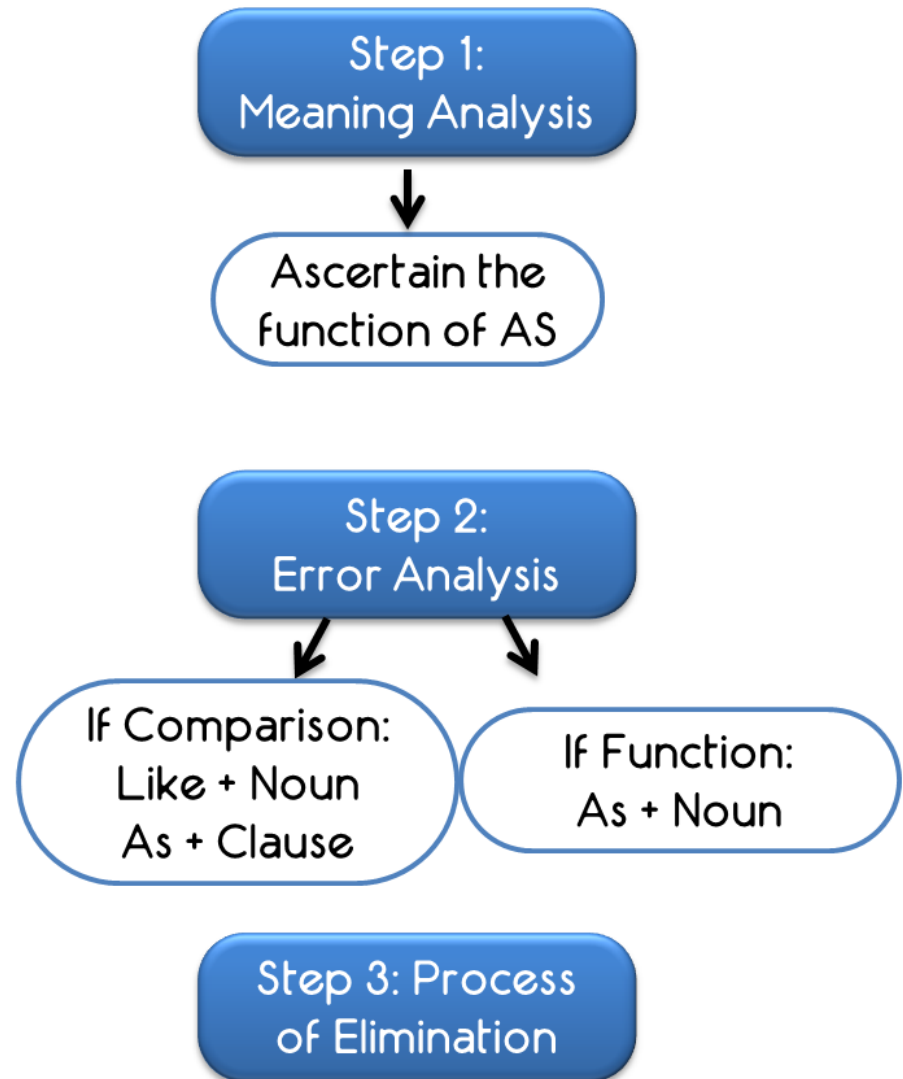 Step 1:
Meaning Analysis
Ascertain the
function of AS
Step 2:
Error Analysis
If Comparison:
Like + Noun
As + Clause
If Function:
As + Noun
Step 3: Process
of Elimination